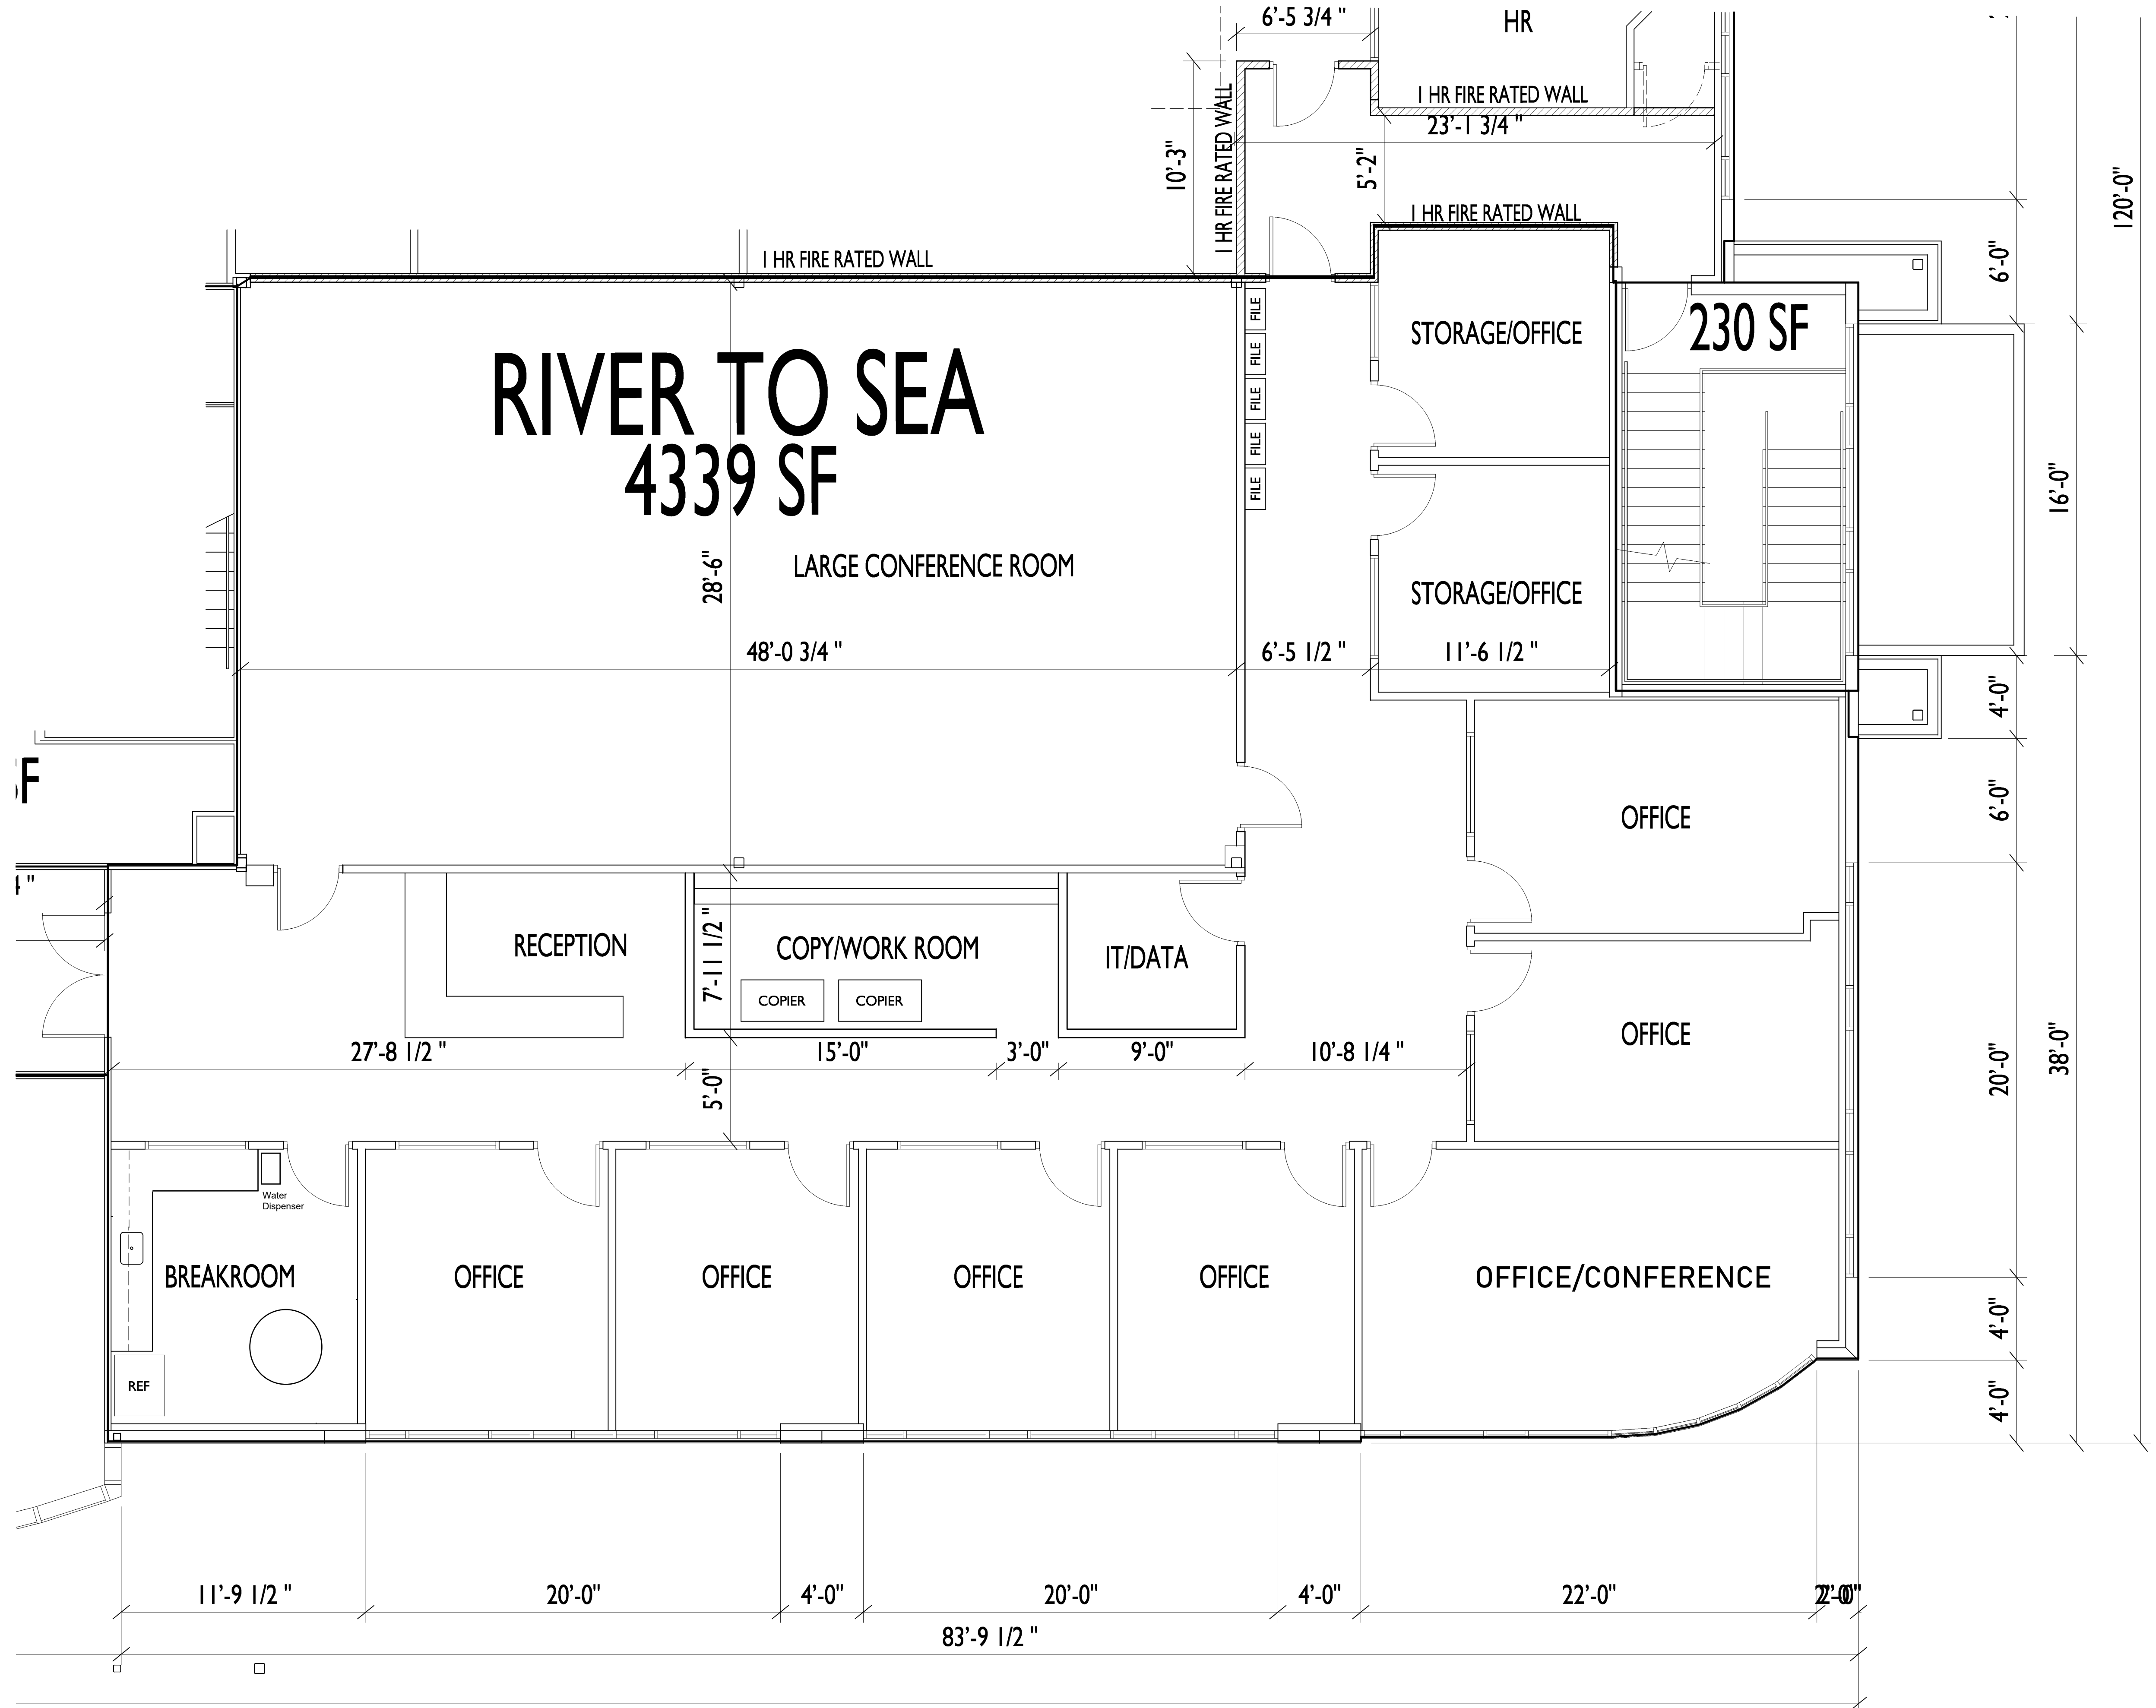 6'-5 3/4 "
HR
1 HR FIRE RATED WALL
23'-1 3/4 "
10'-3"
1 HR FIRE RATED WALL
5'-2"
1 HR FIRE RATED WALL
1 HR FIRE RATED WALL
120'-0"
6'-0"
RIVER TO SEA
4339 SF
FILE
FILE
FILE
FILE
FILE
STORAGE/OFFICE
230 SF
16'-0"
28'-6"
LARGE CONFERENCE ROOM
STORAGE/OFFICE
48'-0 3/4 "
6'-5 1/2 "
11'-6 1/2 "
4'-0"
6'-0"
OFFICE
RECEPTION
7'-11 1/2 "
COPY/WORK ROOM
COPIER
COPIER
IT/DATA
OFFICE
27'-8 1/2 "
15'-0"
3'-0"
9'-0"
10'-8 1/4 "
5'-0"
20'-0"
38'-0"
Water
Dispenser
BREAKROOM
OFFICE
OFFICE
OFFICE
OFFICE
OFFICE/CONFERENCE
REF
4'-0"
4'-0"
11'-9 1/2 "
20'-0"
4'-0"
20'-0"
4'-0"
22'-0"
83'-9 1/2 "